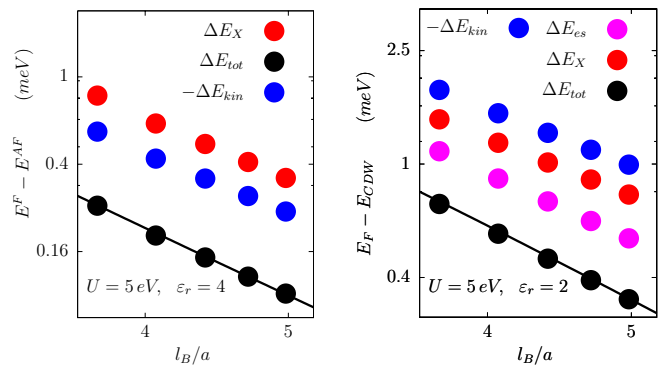 ΔE_X
ΔE_tot
−ΔE_kin
1
0.4
0.16
E^F − E^AF (meV)
U = 5 eV, ε_r = 4
4
5
l_B/a
−ΔE_kin
ΔE_es
ΔE_X
ΔE_tot
2.5
1
0.4
E_F − E_CDW (meV)
U = 5 eV, ε_r = 2
4
5
l_B/a